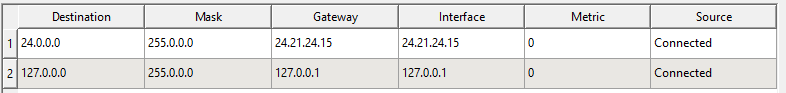 Destination Mask Gateway Interface Metric Source
1 24.0.0.0 255.0.0.0 24.21.24.15 24.21.24.15 0 Connected
2 127.0.0.0 255.0.0.0 127.0.0.1 127.0.0.1 0 Connected